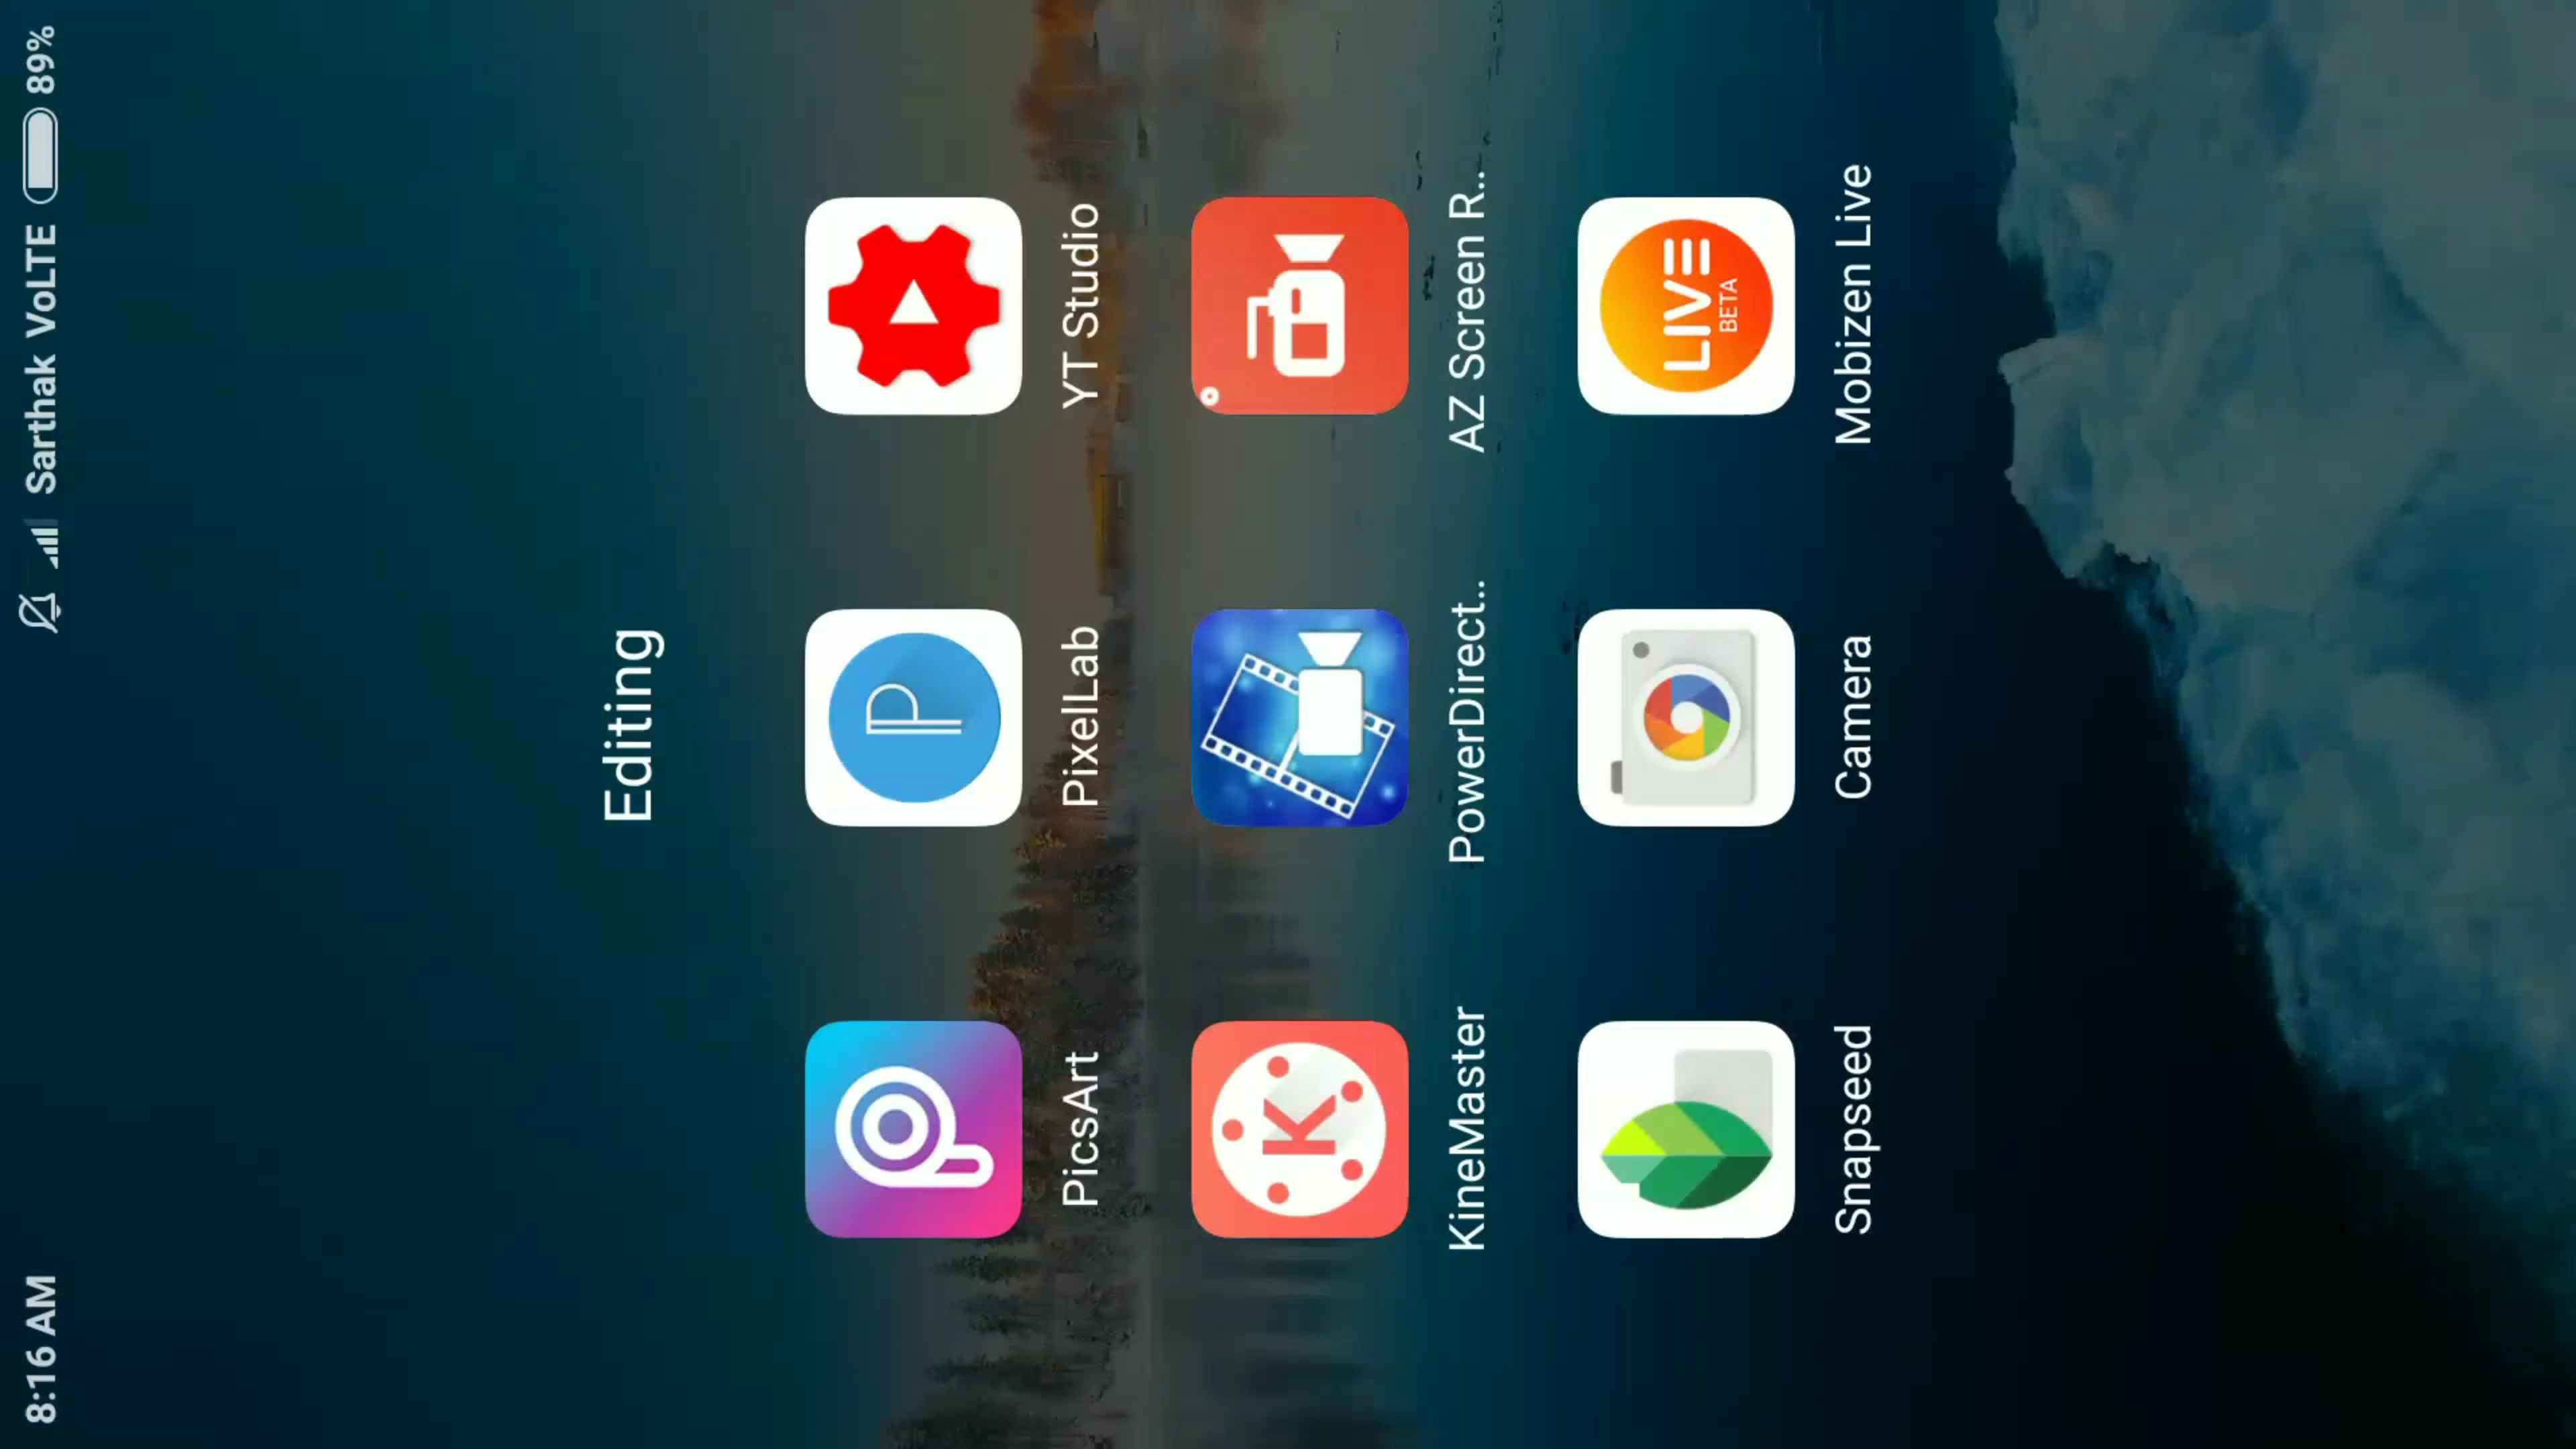 8:16 AM Sarthak VoLTE 89%
Editing
P
PicsArt PixelLab YT Studio
K
KineMaster PowerDirect.. AZ Screen R..
LIVE
BETA
Snapseed Camera Mobizen Live